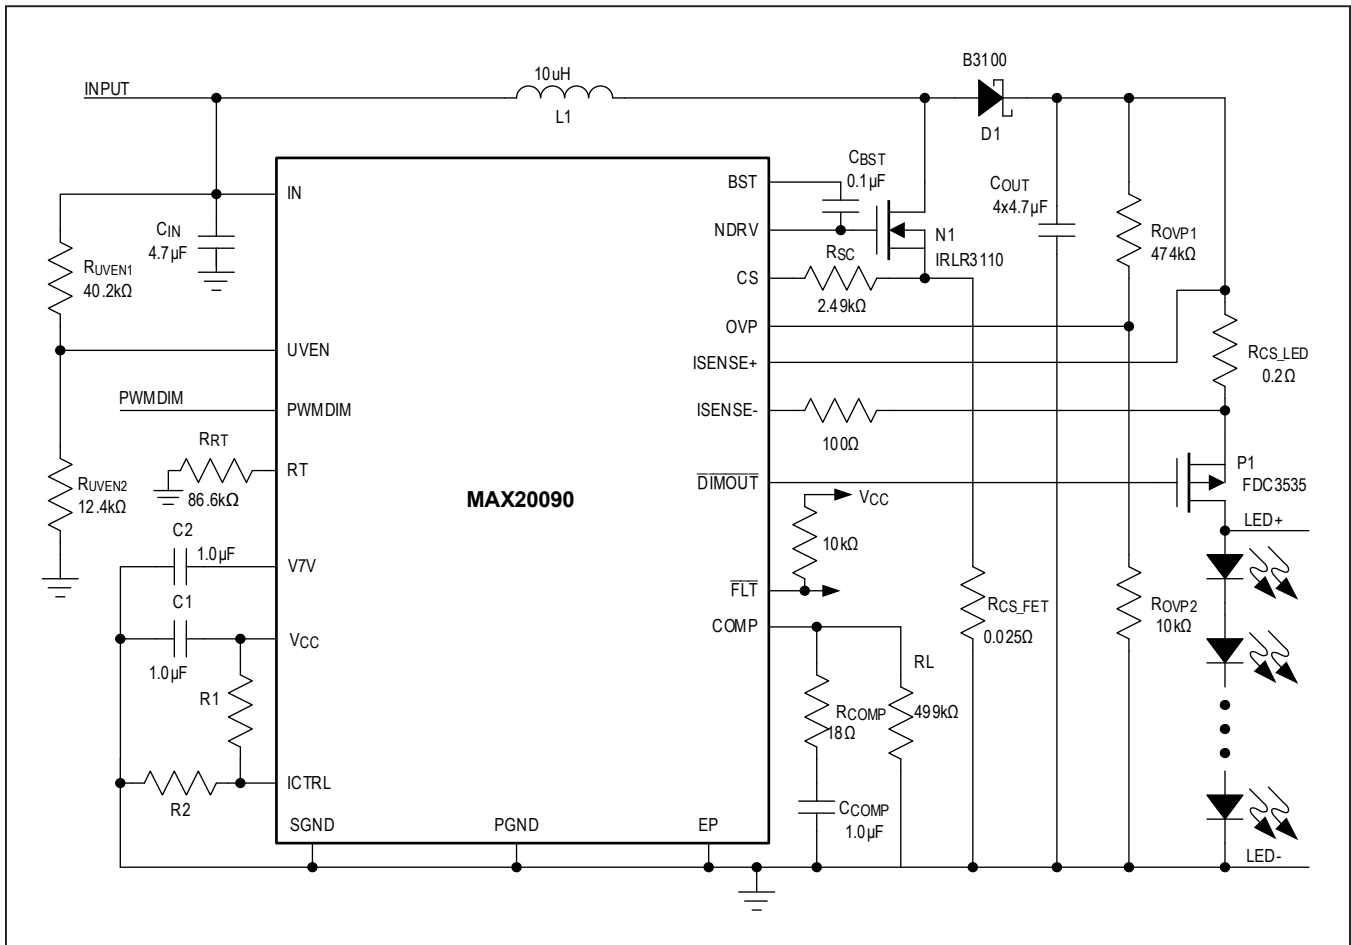 B3100
INPUT
10uH
L1
D1
CBST
0.1µF
BST
IN
COUT
4x4.7µF
CIN
4.7µF
NDRV
N1
IRLR3110
ROVP1
474kΩ
RUVEN1
40.2kΩ
RSC
CS
2.49kΩ
OVP
UVEN
ISENSE+
RCS_LED
0.2Ω
PWMDIM
PWMDIM
ISENSE-
100Ω
RRT
RT
86.6kΩ
RUVEN2
12.4kΩ
MAX20090
DIMOUT
P1
FDC3535
VCC
LED+
10kΩ
C2
1.0µF
V7V
C1
FLT
RCS_FET
0.025Ω
ROVP2
10kΩ
COMP
VCC
1.0µF
RL
R1
RCOMP
18Ω
499kΩ
ICTRL
R2
CCOMP
1.0µF
SGND
PGND
EP
LED-